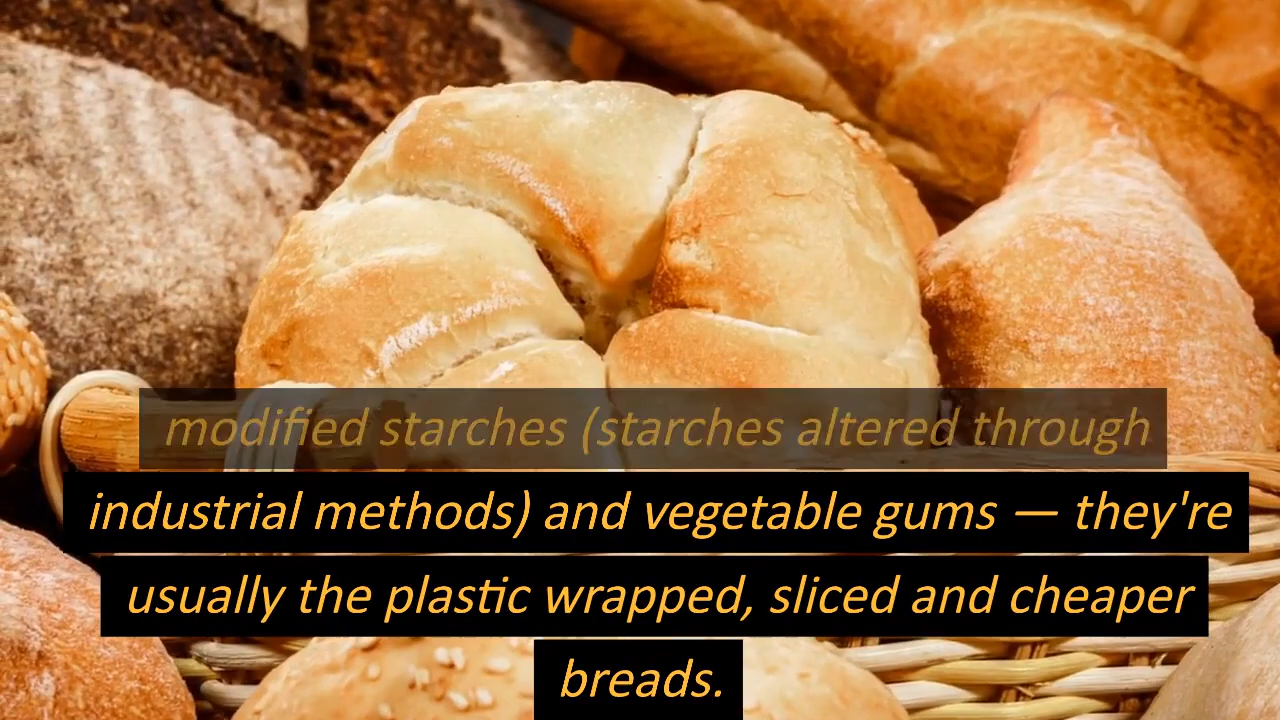 modified starches (starches altered through
industrial methods) and vegetable gums — they're
usually the plastic wrapped, sliced and cheaper
breads.